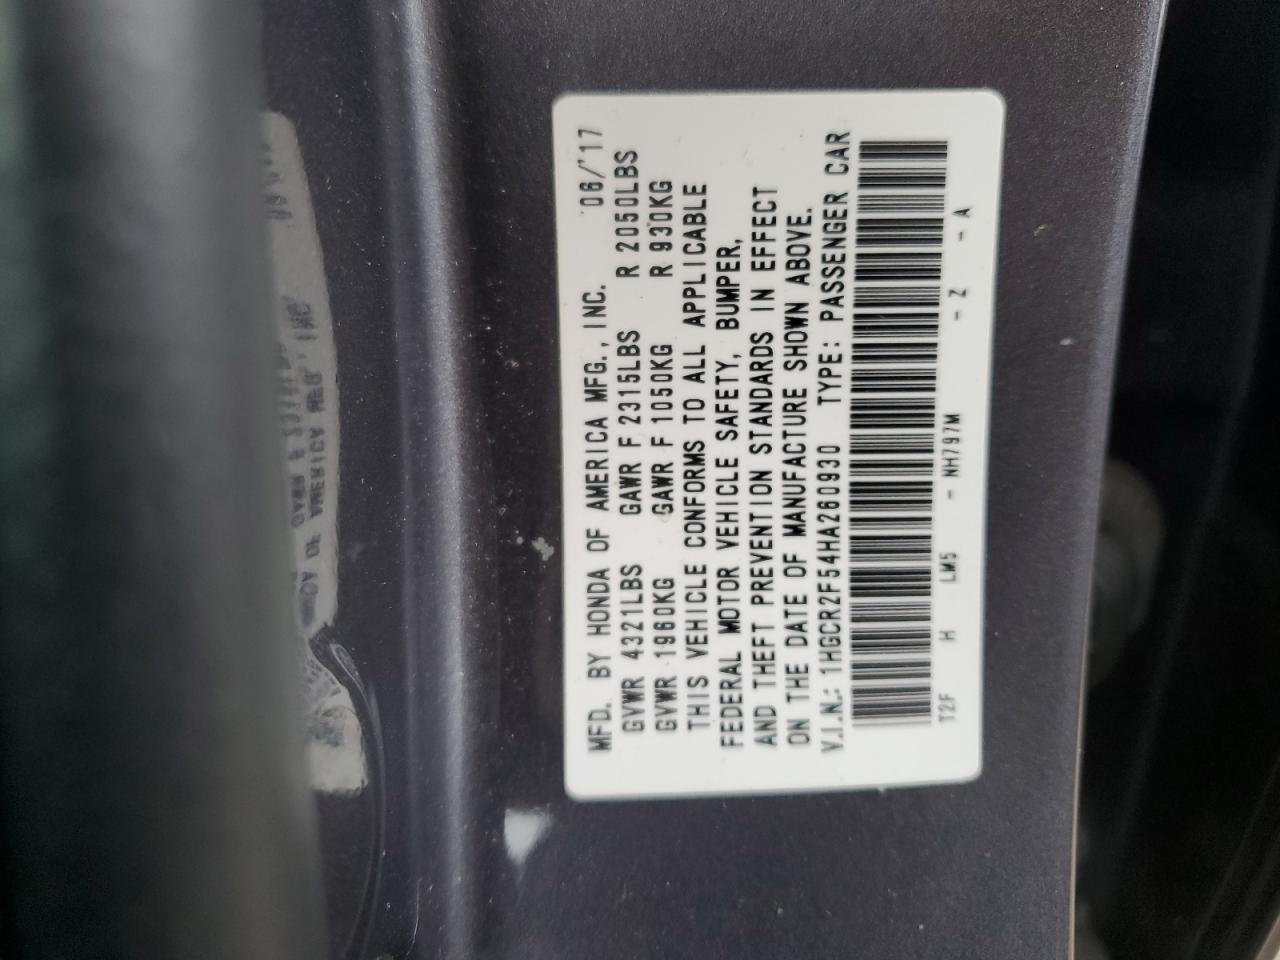 MFD. BY HONDA OF AMERICA MFG., INC. 06/'17
GVWR 4321LBS GAWR F 2315LBS R 2050LBS
GVWR 1960KG GAWR F 1050KG R 930KG
THIS VEHICLE CONFORMS TO ALL APPLICABLE
FEDERAL MOTOR VEHICLE SAFETY, BUMPER,
AND THEFT PREVENTION STANDARDS IN EFFECT
ON THE DATE OF MANUFACTURE SHOWN ABOVE.
V.I.N.: 1HGCR2F54HA260930 TYPE: PASSENGER CAR
T2F H LM5 - NH797M - Z - A